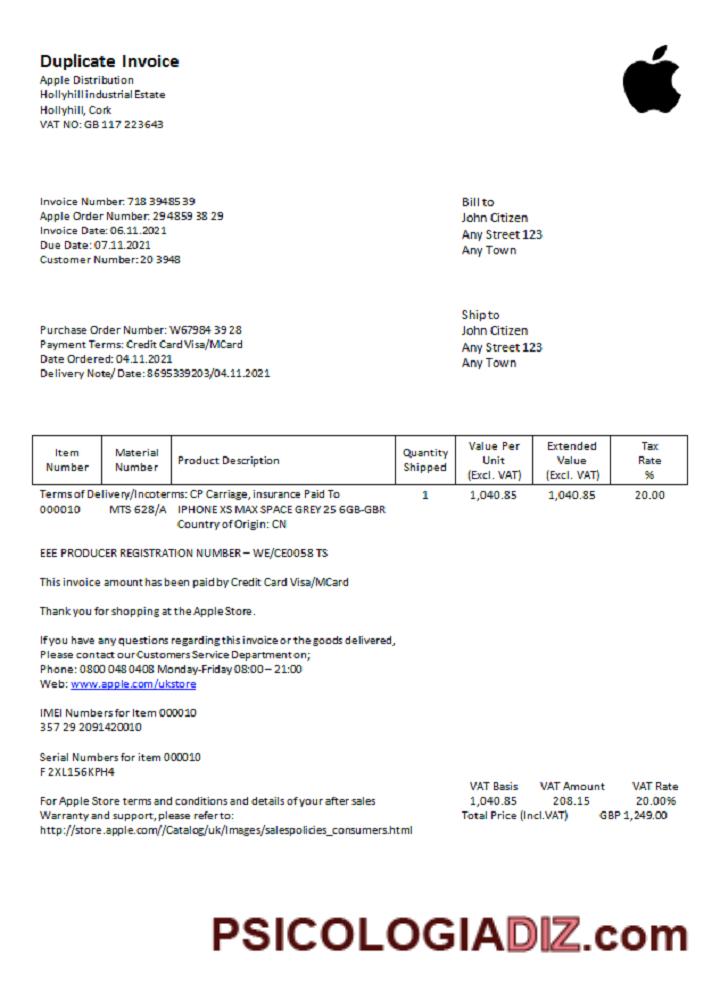 Duplicate Invoice
Apple Distribution
Hollyhill industrial Estate
Hollyhill, Cork
VAT NO: GB 117 223643
Invoice Number: 718 3948539
Apple Order Number: 294859 38 29
Invoice Date: 06.11.2021
Due Date: 07.11.2021
Customer Number: 20 3948
Bill to
John Citizen
Any Street 123
Any Town
Purchase Order Number: W67984 39 28
Payment Terms: Credit Card Visa/MCard
Date Ordered: 04.11.2021
Delivery Note/ Date: 8695339203/04.11.2021
Ship to
John Citizen
Any Street 123
Any Town
Item Number Material Number Product Description Quantity Shipped Value Per Unit (Excl. VAT) Extended Value (Excl. VAT) Tax Rate %
Terms of Delivery/Incoterms: CP Carriage, insurance Paid To 1 1,040.85 1,040.85 20.00
000010 MTS 628/A IPHONE XS MAX SPACE GREY 25 6GB-GBR
Country of Origin: CN
EEE PRODUCER REGISTRATION NUMBER – WE/CE0058 TS
This invoice amount has been paid by Credit Card Visa/MCard
Thank you for shopping at the Apple Store.
If you have any questions regarding this invoice or the goods delivered,
Please contact our Customers Service Department on;
Phone: 0800 048 0408 Monday-Friday 08:00 – 21:00
Web: www.apple.com/ukstore
IMEI Numbers for Item 000010
357 29 2091420010
Serial Numbers for item 000010
F 2XL156KPH4
VAT Basis VAT Amount VAT Rate
1,040.85 208.15 20.00%
Total Price (Incl.VAT) GBP 1,249.00
For Apple Store terms and conditions and details of your after sales
Warranty and support, please refer to:
http://store.apple.com//Catalog/uk/Images/salespolicies_consumers.html
PSICOLOGIADIZ.com